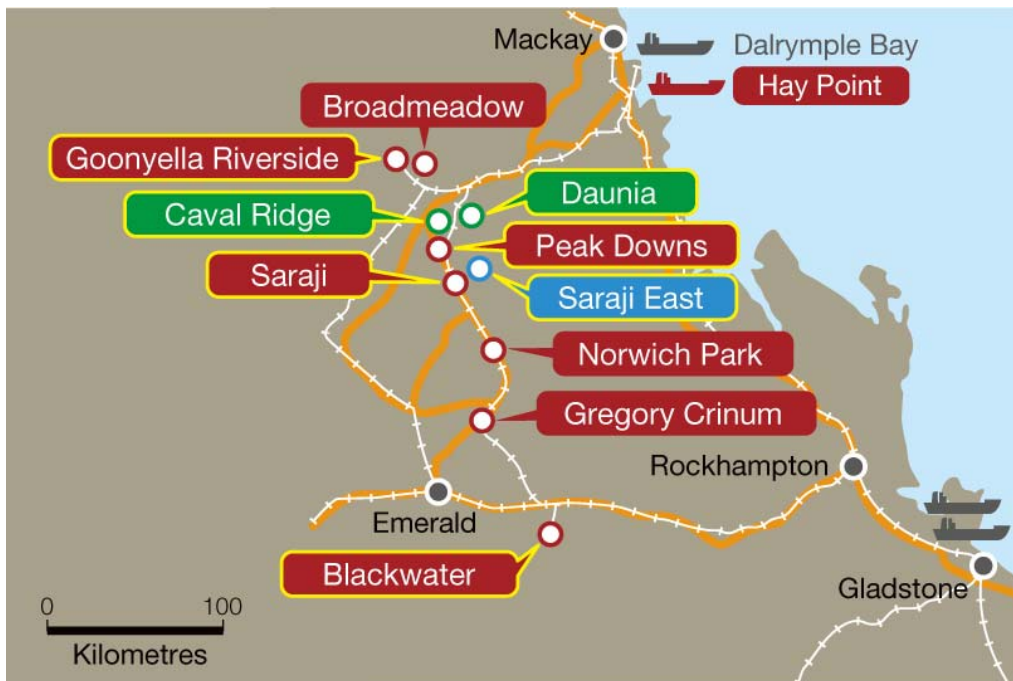 Mackay
Dalrymple Bay
Hay Point
Broadmeadow
Goonyella Riverside
Daunia
Caval Ridge
Peak Downs
Saraji
Saraji East
Norwich Park
Gregory Crinum
Rockhampton
Emerald
Blackwater
Gladstone
0 100
Kilometres